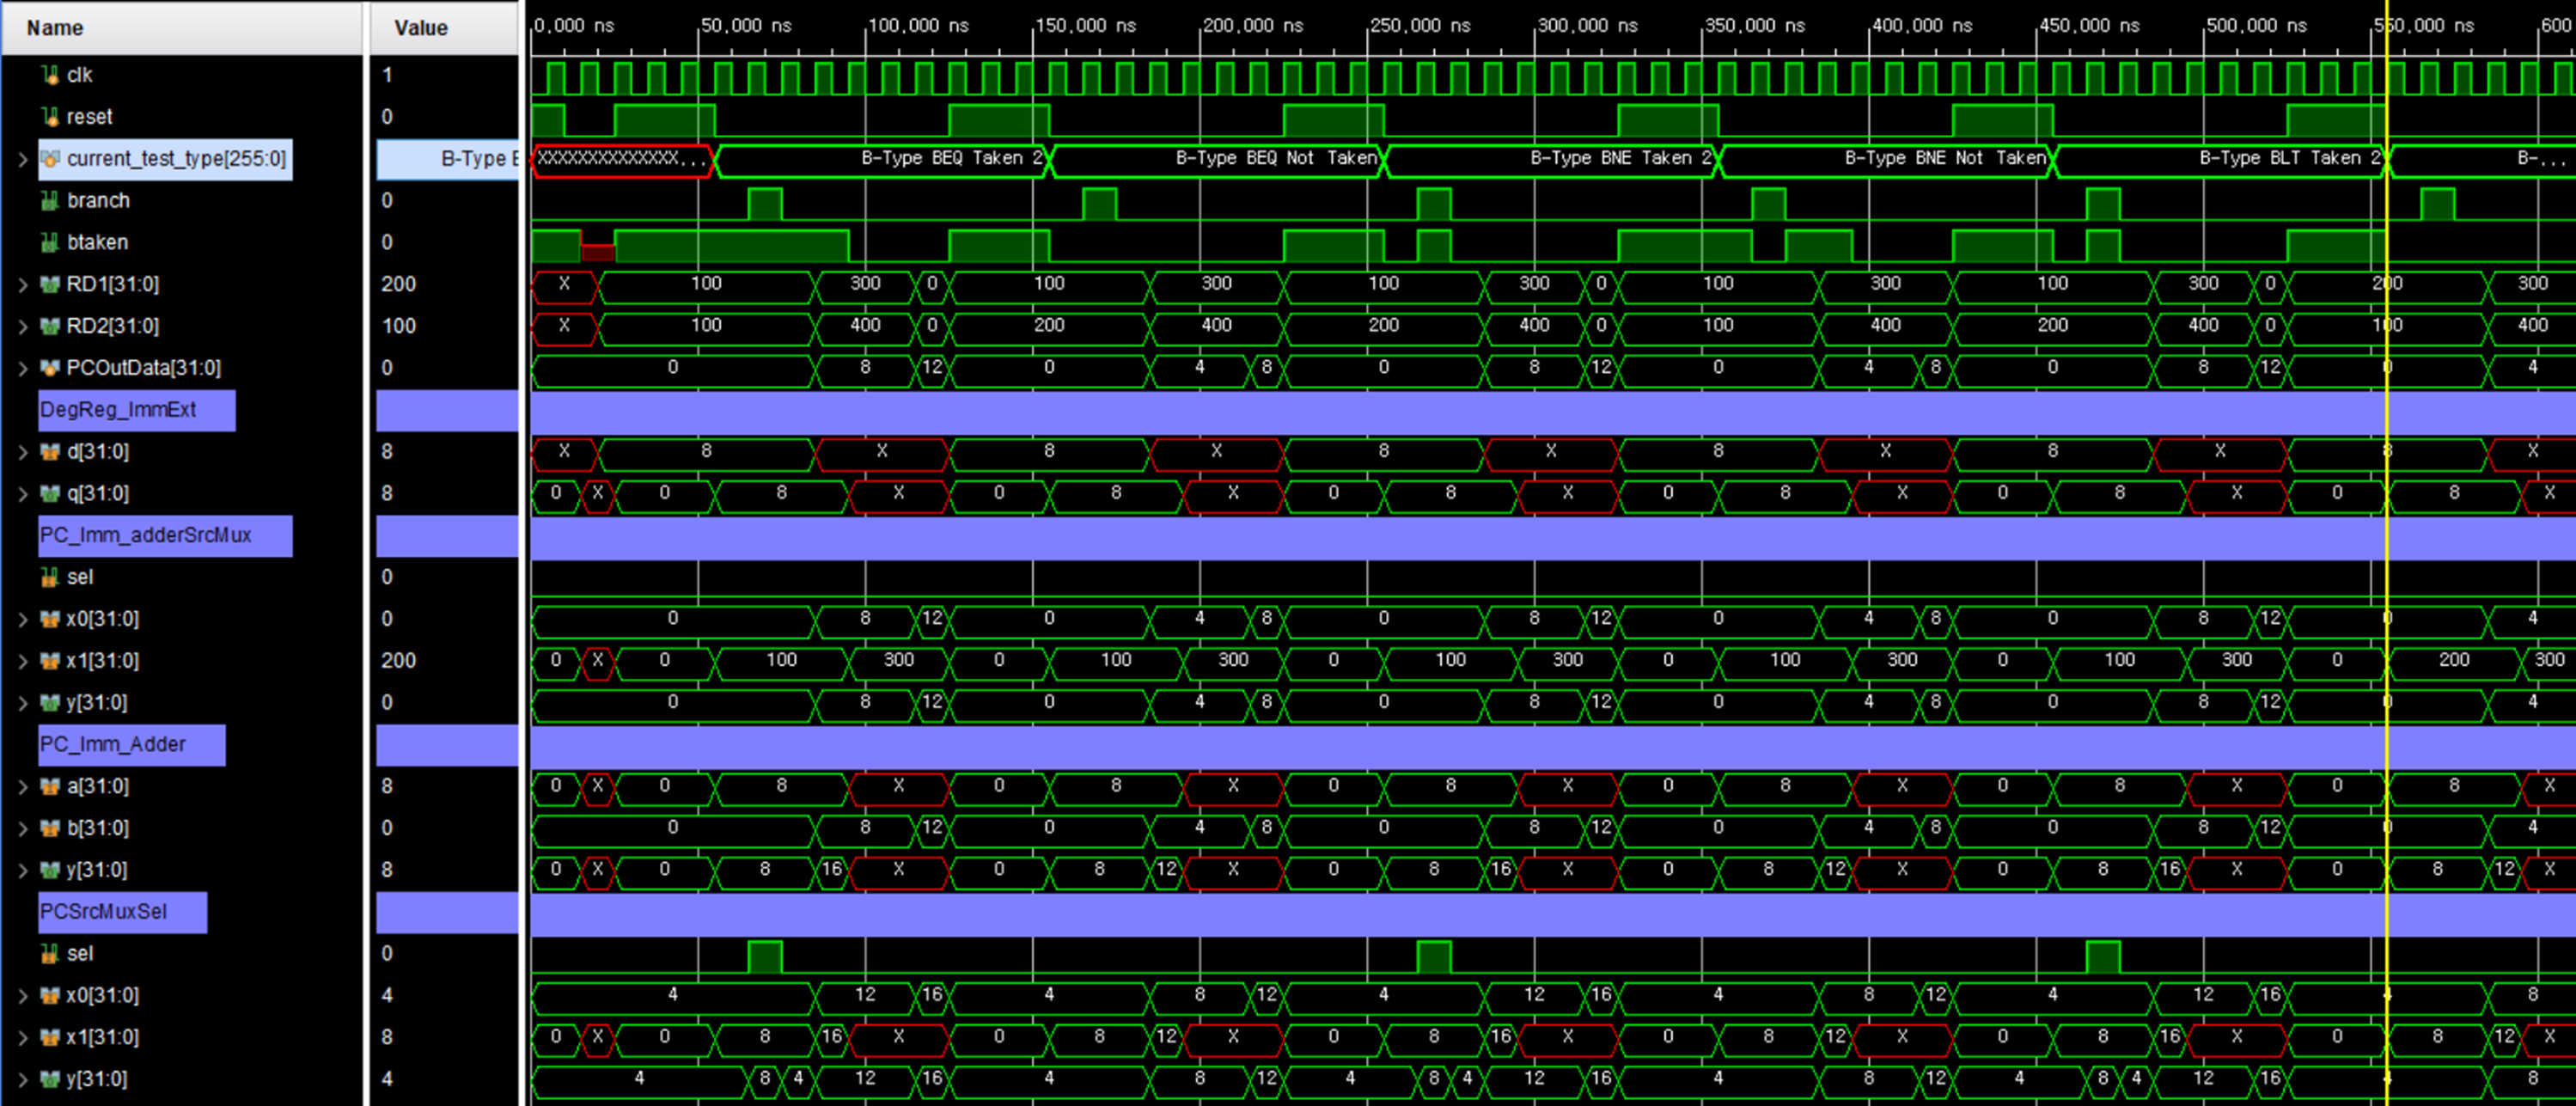 Name Value 0,000 ns 50,000 ns 100,000 ns 150,000 ns 200,000 ns 250,000 ns 300,000 ns 350,000 ns 400,000 ns 450,000 ns 500,000 ns 550,000 ns 600
clk 1
reset 0
current_test_type[255:0] B-Type XXXXXXXXXXXXXX... B-Type BEQ Taken 2 B-Type BEQ Not Taken B-Type BNE Taken 2 B-Type BNE Not Taken B-Type BLT Taken 2 B-...
branch 0
btaken 0
RD1[31:0] 200 X 100 300 0 100 300 100 300 0 100 300 100 300 0 200 300
RD2[31:0] 100 X 100 400 0 200 400 200 400 0 100 400 200 400 0 100 400
PCOutData[31:0] 0 0 8 12 0 4 8 0 8 12 0 4 8 0 8 12 0 4
DegReg_ImmExt
d[31:0] 8 X 8 X 8 X 8 X 8 X 8 X 8 X
q[31:0] 8 0 X 0 8 X 0 8 X 0 8 X 0 8 X 0 8 X 0 8 X
PC_Imm_adderSrcMux
sel 0
x0[31:0] 0 0 8 12 0 4 8 0 8 12 0 4 8 0 8 12 0 4
x1[31:0] 200 0 X 0 100 300 0 100 300 0 100 300 0 100 300 0 100 300 0 200 300
y[31:0] 0 0 8 12 0 4 8 0 8 12 0 4 8 0 8 12 0 4
PC_Imm_Adder
a[31:0] 8 0 X 0 8 X 0 8 X 0 8 X 0 8 X 0 8 X 0 8 X
b[31:0] 0 0 8 12 0 4 8 0 8 12 0 4 8 0 8 12 0 4
y[31:0] 8 0 X 0 8 16 X 0 8 12 X 0 8 16 X 0 8 12 X 0 8 16 X 0 8 12 X
PCSrcMuxSel
sel 0
x0[31:0] 4 4 12 16 4 8 12 4 12 16 4 8 12 4 12 16 4 8
x1[31:0] 8 0 X 0 8 16 X 0 8 12 X 0 8 16 X 0 8 12 X 0 8 16 X 0 8 12 X
y[31:0] 4 4 8 4 12 16 4 8 12 4 8 4 12 16 4 8 12 4 8 4 12 16 4 8